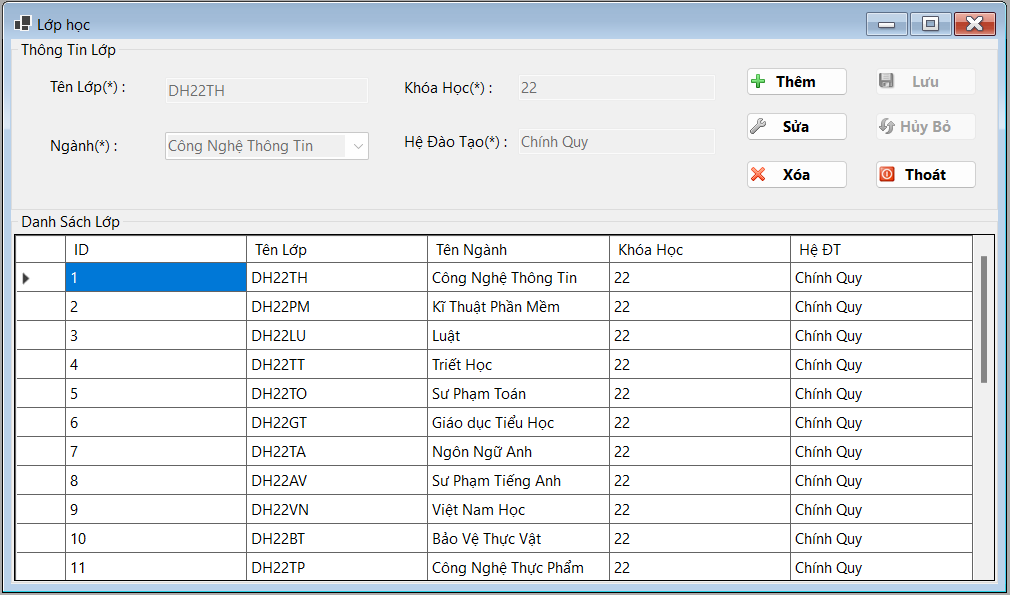 Lớp học
Thông Tin Lớp
Tên Lớp(*) : DH22TH Khóa Học(*) : 22 Thêm Lưu
Ngành(*) : Công Nghệ Thông Tin Hệ Đào Tạo(*) : Chính Quy Sửa Hủy Bỏ
Xóa Thoát
Danh Sách Lớp
ID Tên Lớp Tên Ngành Khóa Học Hệ ĐT
1 DH22TH Công Nghệ Thông Tin 22 Chính Quy
2 DH22PM Kĩ Thuật Phần Mềm 22 Chính Quy
3 DH22LU Luật 22 Chính Quy
4 DH22TT Triết Học 22 Chính Quy
5 DH22TO Sư Phạm Toán 22 Chính Quy
6 DH22GT Giáo dục Tiểu Học 22 Chính Quy
7 DH22TA Ngôn Ngữ Anh 22 Chính Quy
8 DH22AV Sư Phạm Tiếng Anh 22 Chính Quy
9 DH22VN Việt Nam Học 22 Chính Quy
10 DH22BT Bảo Vệ Thực Vật 22 Chính Quy
11 DH22TP Công Nghệ Thực Phẩm 22 Chính Quy